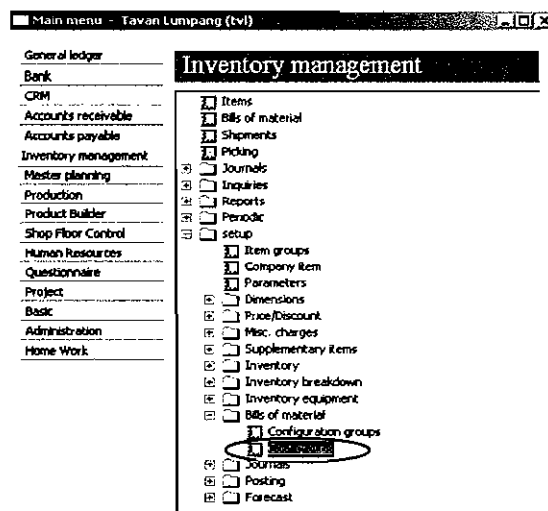 Main menu - Tavan Lumpang (tvl)
General ledger
Bank
CRM
Accounts receivable
Accounts payable
Inventory management
Master planning
Production
Product Builder
Shop Floor Control
Human Resources
Questionnaire
Project
Basic
Administration
Home Work
Inventory management
Items
Bills of material
Shipments
Picking
Journals
Inquiries
Reports
Periodic
setup
Item groups
Company item
Parameters
Dimensions
Price/Discount
Misc. charges
Supplementary items
Inventory
Inventory breakdown
Inventory equipment
Bills of material
Configuration groups
Journals
Posting
Forecast